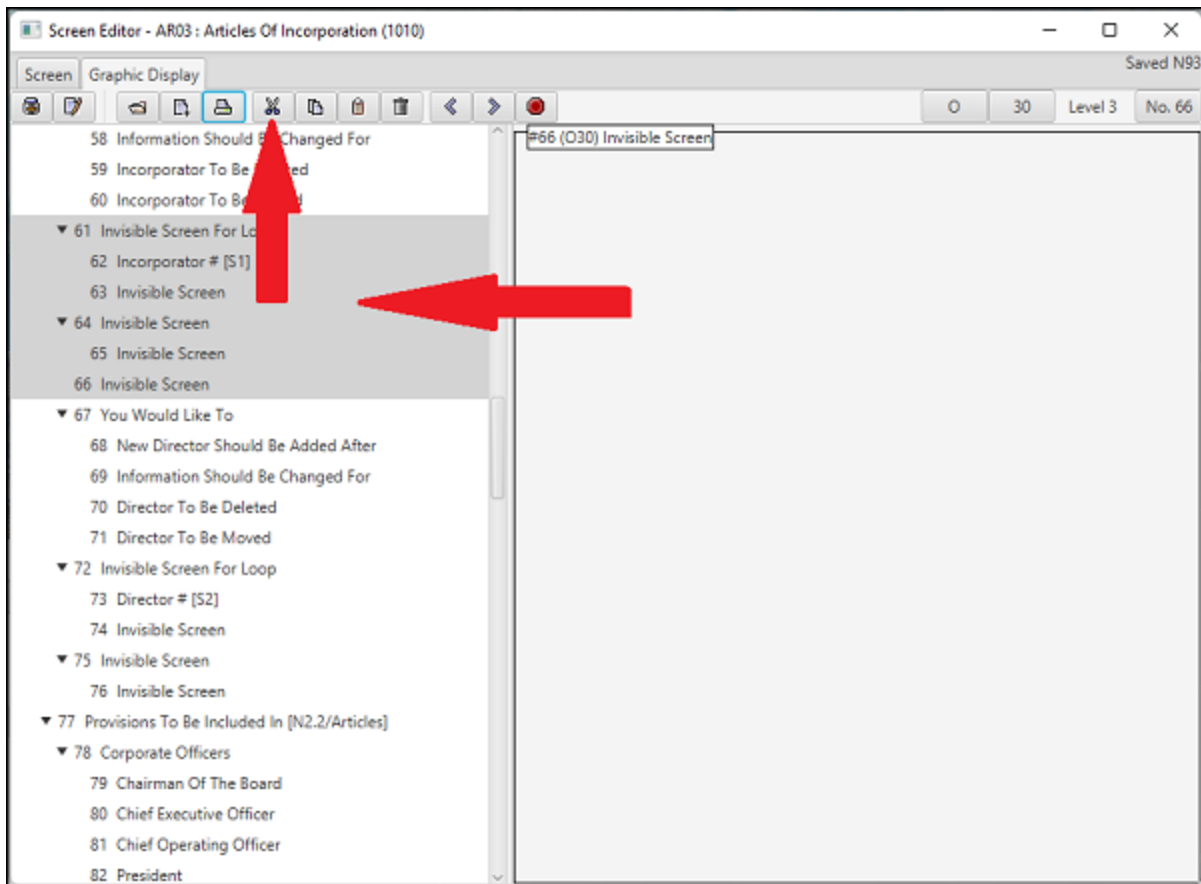 Screen Editor - AR03 : Articles Of Incorporation (1010)
Saved N93
Screen Graphic Display
O 30 Level 3 No. 66
58 Information Should Be Changed For
#66 (O30) Invisible Screen
59 Incorporator To Be
60 Incorporator To
61 Invisible Screen For
62 Incorporator # [S1]
63 Invisible Screen
64 Invisible Screen
65 Invisible Screen
66 Invisible Screen
67 You Would Like To
68 New Director Should Be Added After
69 Information Should Be Changed For
70 Director To Be Deleted
71 Director To Be Moved
72 Invisible Screen For Loop
73 Director # [S2]
74 Invisible Screen
75 Invisible Screen
76 Invisible Screen
77 Provisions To Be Included In [N2.2/Articles]
78 Corporate Officers
79 Chairman Of The Board
80 Chief Executive Officer
81 Chief Operating Officer
82 President